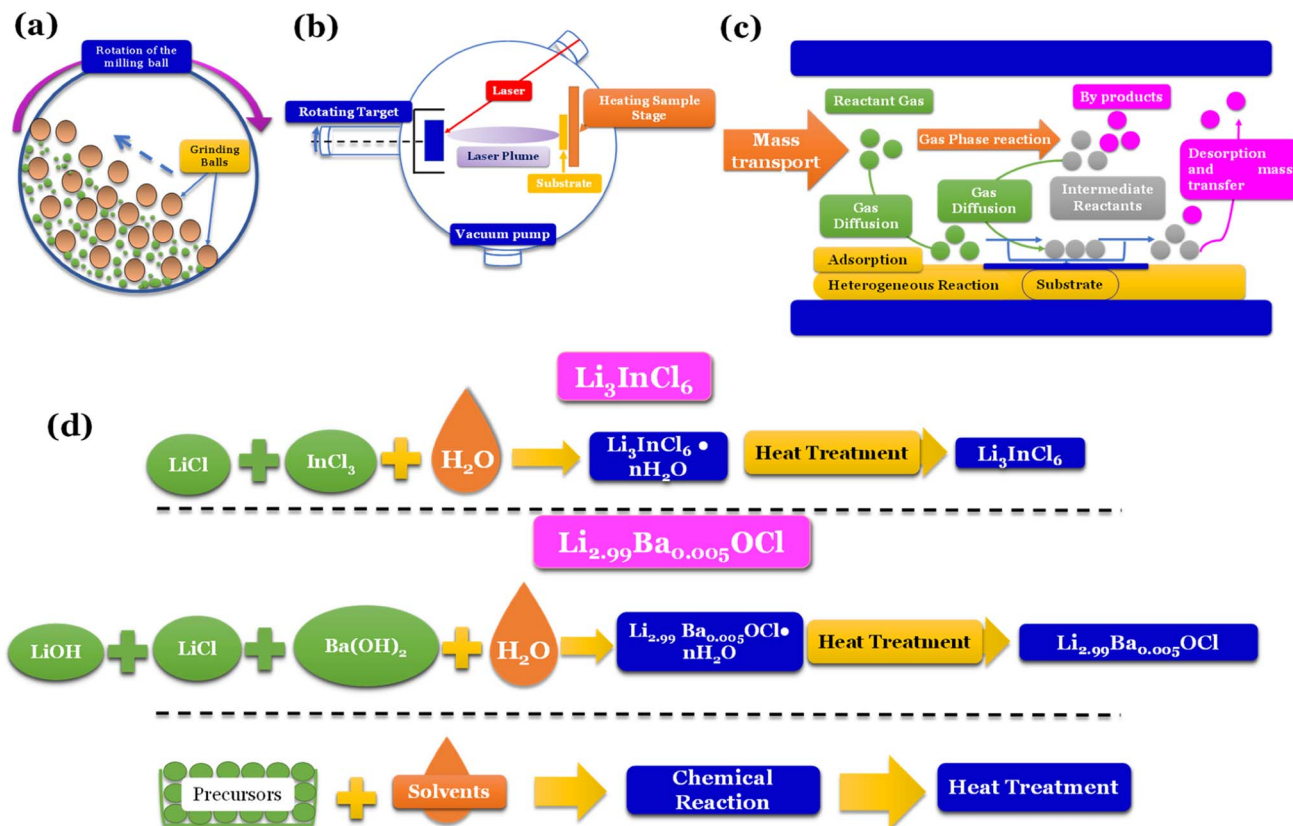 (a)
Rotation of the
milling ball
Grinding
Balls
(b)
Laser
Rotating Target
Heating Sample
Stage
Laser Plume
Substrate
Vacuum pump
(c)
Reactant Gas
By products
Mass
transport
Gas Phase reaction
Desorption
and mass
transfer
Gas
Diffusion
Gas
Diffusion
Intermediate
Reactants
Adsorption
Heterogeneous Reaction
Substrate
(d)
Li₃InCl₆
LiCl
InCl₃
H₂O
Li₃InCl₆ •
nH₂O
Heat Treatment
Li₃InCl₆
Li₂.₉₉Ba₀.₀₀₅OCl
LiOH
LiCl
Ba(OH)₂
H₂O
Li₂.₉₉ Ba₀.₀₀₅OCl•
nH₂O
Heat Treatment
Li₂.₉₉Ba₀.₀₀₅OCl
Precursors
Solvents
Chemical
Reaction
Heat Treatment